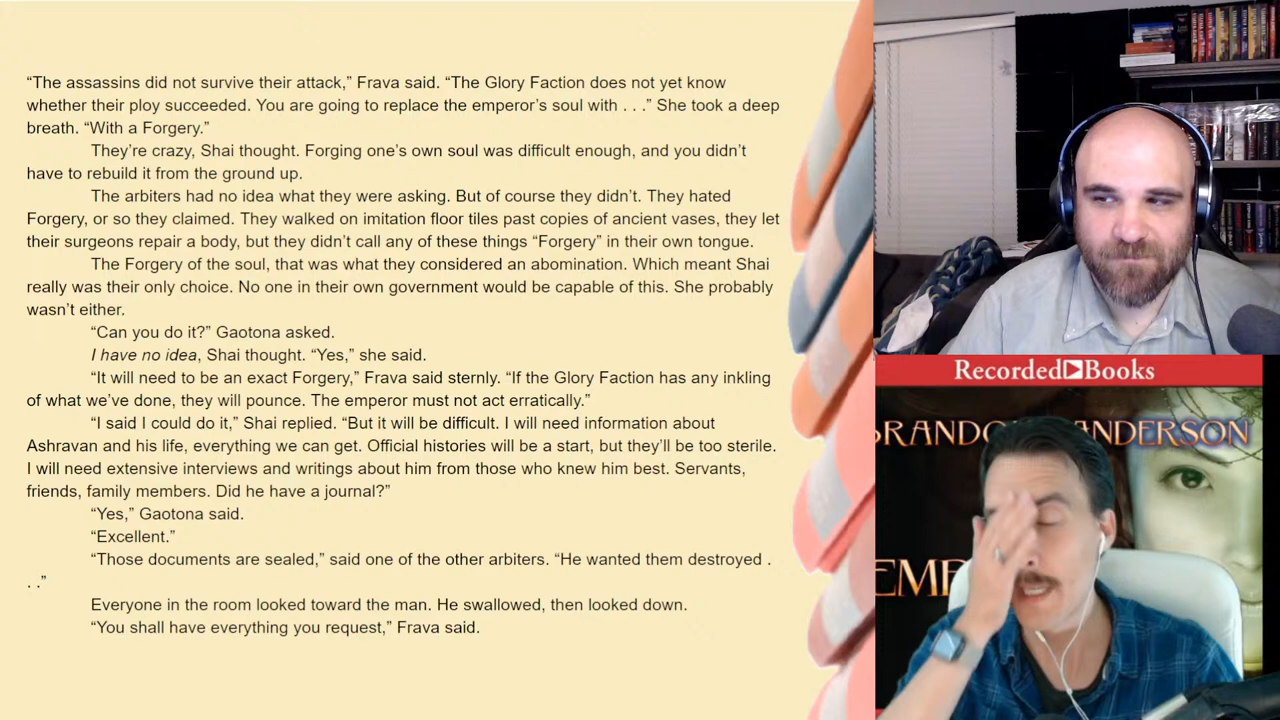 “The assassins did not survive their attack,” Frava said. “The Glory Faction does not yet know
whether their ploy succeeded. You are going to replace the emperor’s soul with . . .” She took a deep
breath. “With a Forgery.”
They’re crazy, Shai thought. Forging one’s own soul was difficult enough, and you didn’t
have to rebuild it from the ground up.
The arbiters had no idea what they were asking. But of course they didn’t. They hated
Forgery, or so they claimed. They walked on imitation floor tiles past copies of ancient vases, they let
their surgeons repair a body, but they didn’t call any of these things “Forgery” in their own tongue.
The Forgery of the soul, that was what they considered an abomination. Which meant Shai
really was their only choice. No one in their own government would be capable of this. She probably
wasn’t either.
“Can you do it?” Gaotona asked.
I have no idea, Shai thought. “Yes,” she said.
“It will need to be an exact Forgery,” Frava said sternly. “If the Glory Faction has any inkling
of what we’ve done, they will pounce. The emperor must not act erratically.”
“I said I could do it,” Shai replied. “But it will be difficult. I will need information about
Ashravan and his life, everything we can get. Official histories will be a start, but they’ll be too sterile.
I will need extensive interviews and writings about him from those who knew him best. Servants,
friends, family members. Did he have a journal?”
“Yes,” Gaotona said.
“Excellent.”
“Those documents are sealed,” said one of the other arbiters. “He wanted them destroyed .
. .”
Everyone in the room looked toward the man. He swallowed, then looked down.
“You shall have everything you request,” Frava said.
Recorded Books
BRANDO ANDERSON
EMP